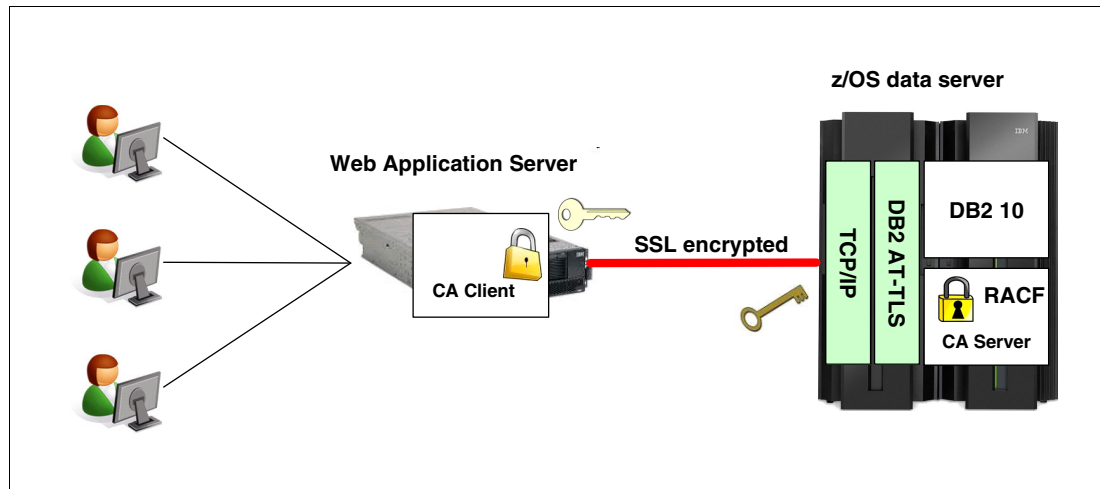 z/OS data server
IBM
Web Application Server
CA Client
SSL encrypted
TCP/IP
DB2 AT-TLS
DB2 10
RACF
CA Server